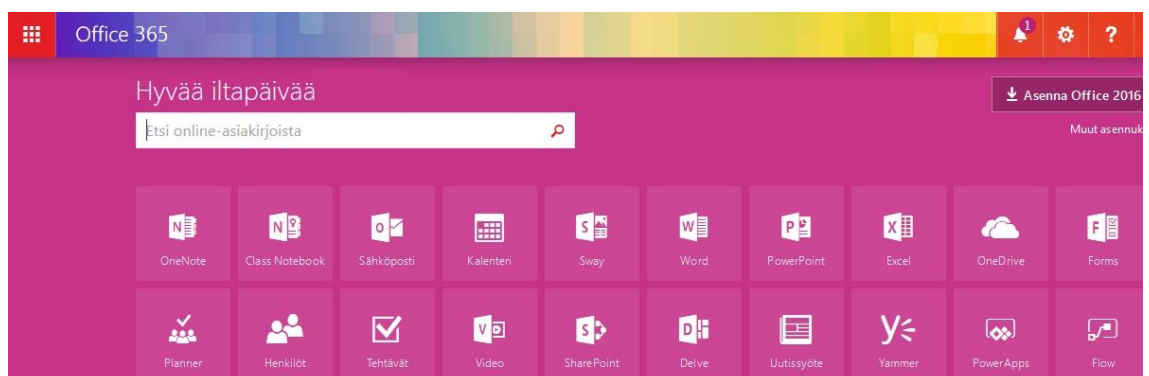 Office 365
1
?
Hyvää iltapäivää
Asenna Office 2016
Etsi online-asiakirjoista
Muut asennuk
OneNote
Class Notebook
Sähköposti
Kalenteri
Sway
Word
PowerPoint
Excel
OneDrive
Forms
Planner
Henkilöt
Tehtävät
Video
SharePoint
Delve
Uutissyöte
Yammer
PowerApps
Flow